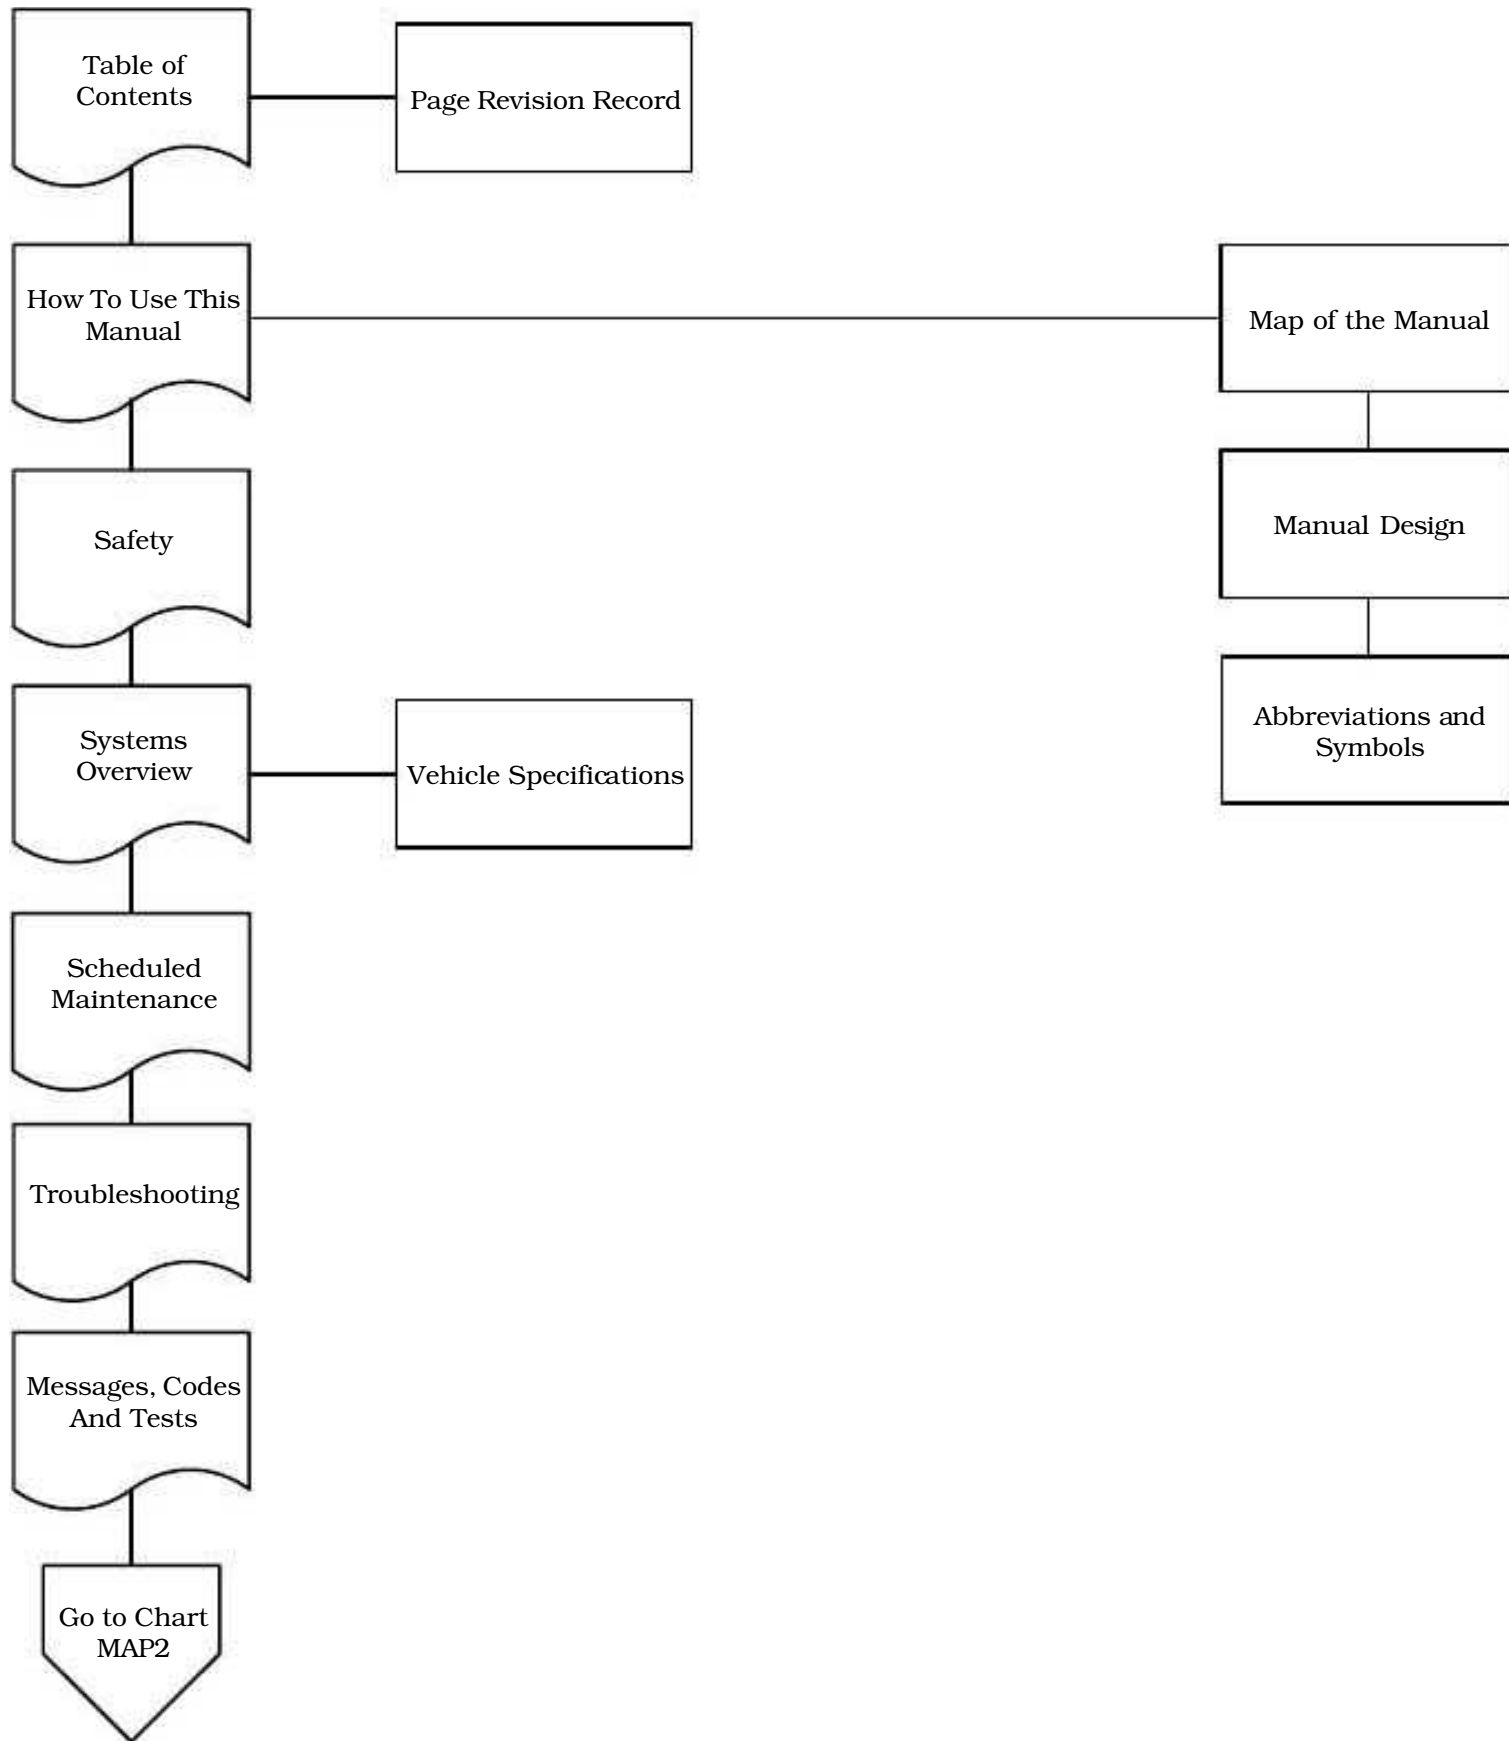 Table of
Contents
Page Revision Record
How To Use This
Manual
Map of the Manual
Safety
Manual Design
Systems
Overview
Vehicle Specifications
Abbreviations and
Symbols
Scheduled
Maintenance
Troubleshooting
Messages, Codes
And Tests
Go to Chart
MAP2